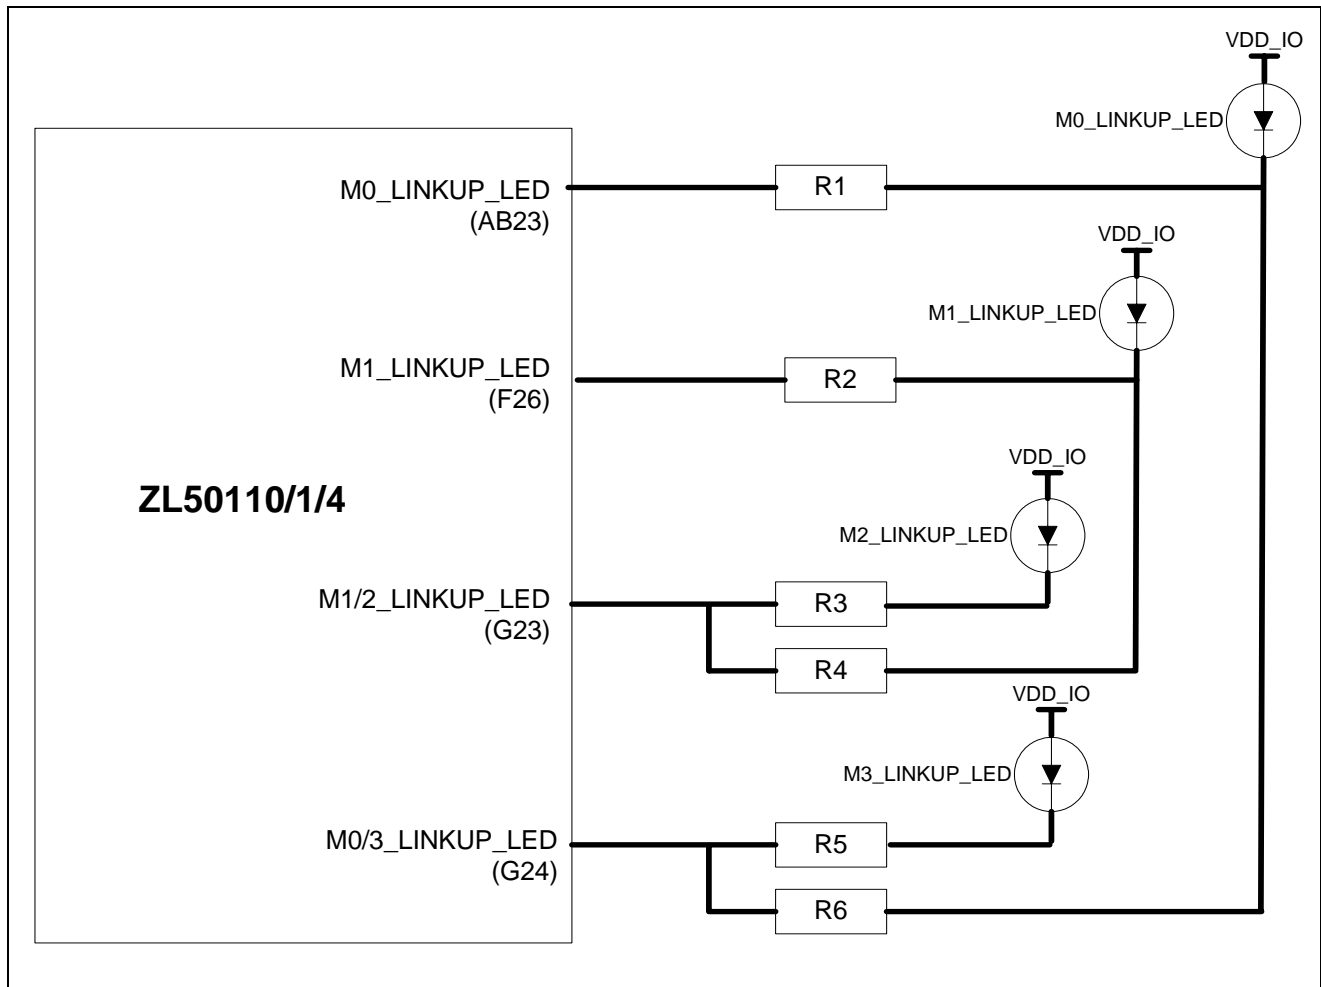 VDD_IO
M0_LINKUP_LED
M0_LINKUP_LED
(AB23)
R1
VDD_IO
M1_LINKUP_LED
M1_LINKUP_LED
(F26)
R2
VDD_IO
ZL50110/1/4
M2_LINKUP_LED
M1/2_LINKUP_LED
(G23)
R3
R4
VDD_IO
M3_LINKUP_LED
M0/3_LINKUP_LED
(G24)
R5
R6